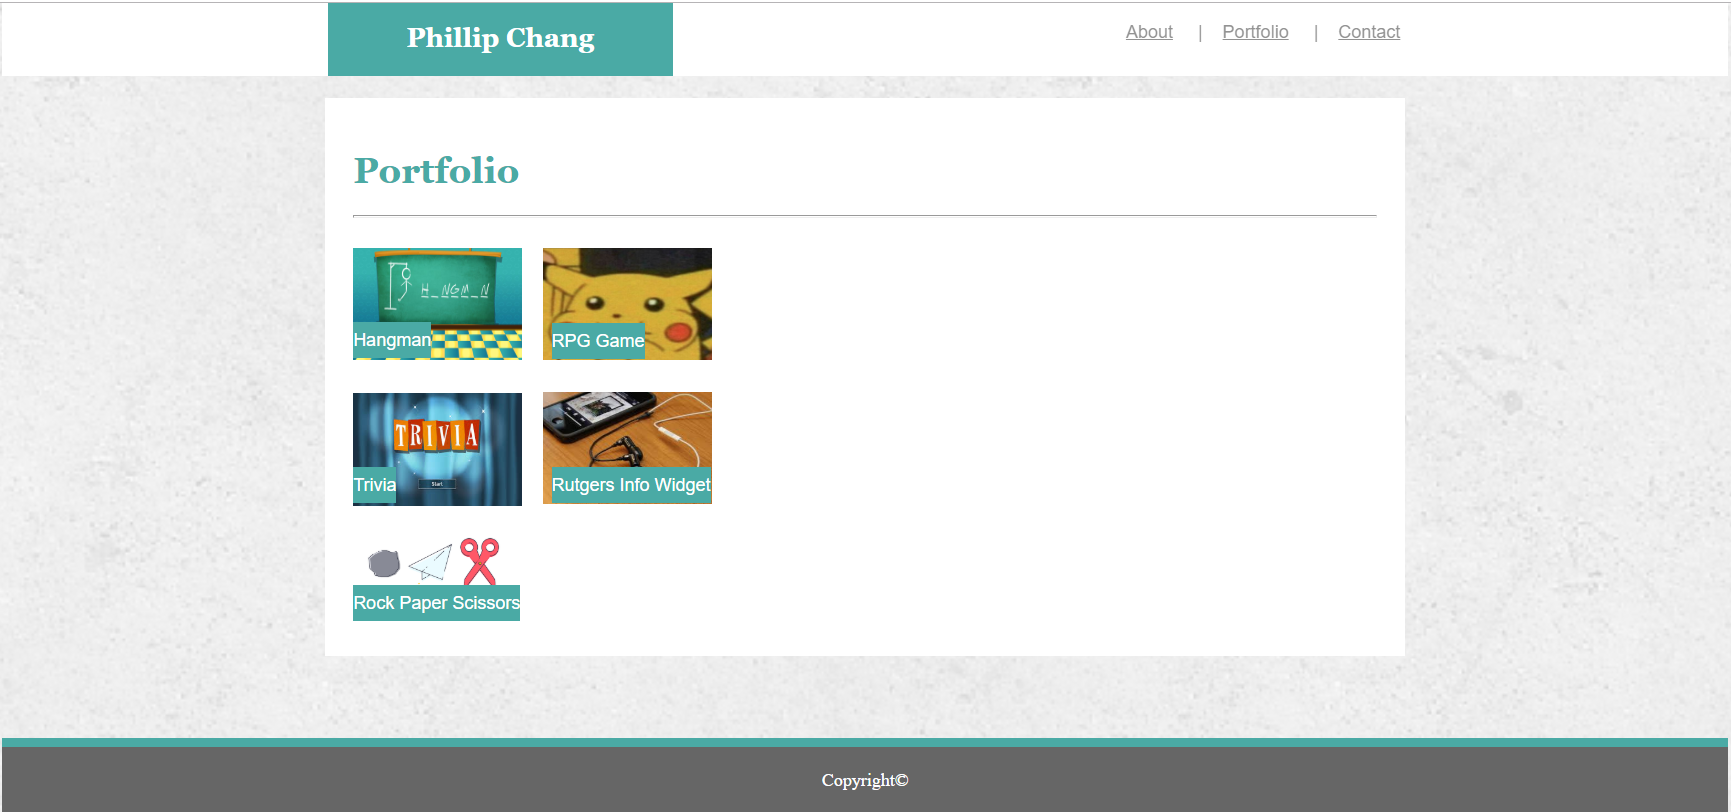 Phillip Chang
About | Portfolio | Contact
Portfolio
H_NGM_N
Hangman
RPG Game
TRIVIA
Start
Trivia
Rutgers Info Widget
Rock Paper Scissors
Copyright©